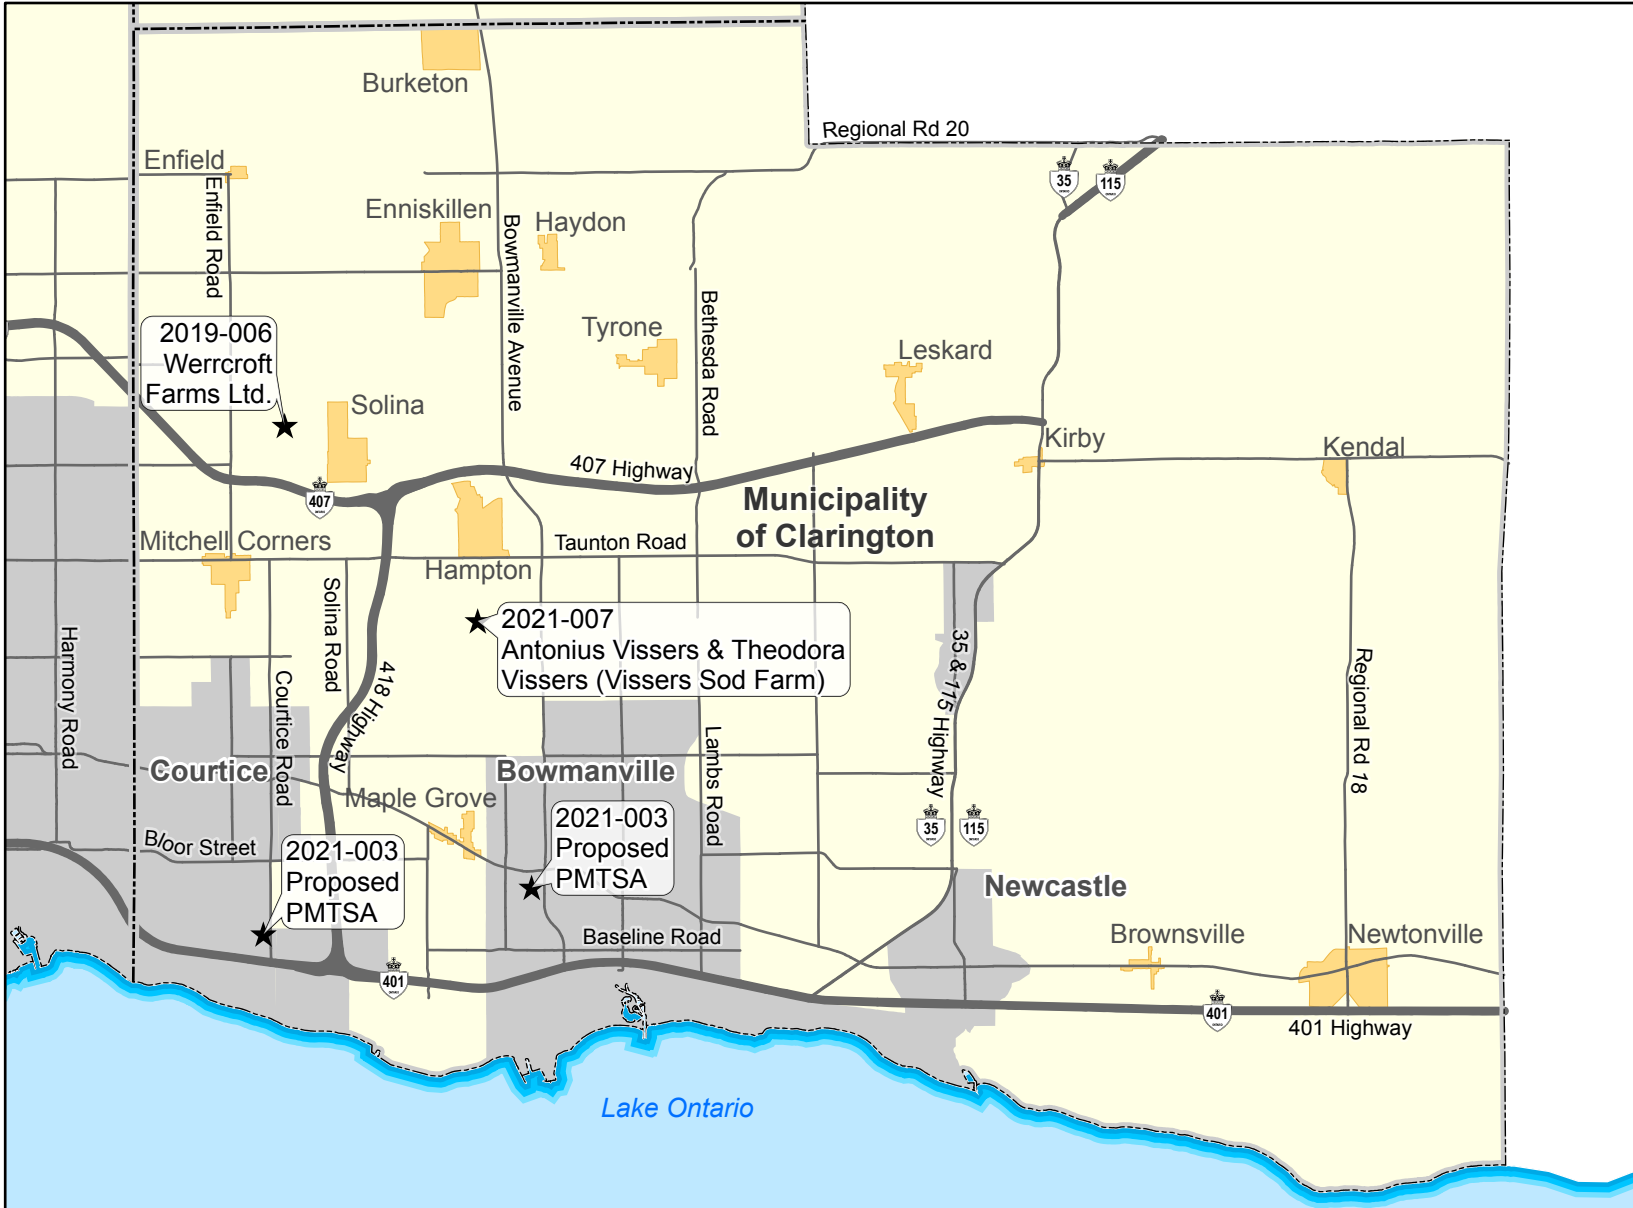 Burketon
Regional Rd 20
Enfield
Enfield Road
35
115
Enniskillen
Haydon
Bowmanville Avenue
2019-006
Werrcroft
Farms Ltd.
Tyrone
Bethesda Road
Leskard
Solina
Kirby
Kendal
407 Highway
407
Municipality
of Clarington
Mitchell Corners
Taunton Road
Hampton
Solina Road
2021-007
Antonius Vissers & Theodora
Vissers (Vissers Sod Farm)
Harmony Road
Courtice Road
418 Highway
35 & 115 Highway
Regional Rd 18
Lambs Road
Courtice
Bowmanville
Maple Grove
2021-003
Proposed
PMTSA
35
115
Bloor Street
2021-003
Proposed
PMTSA
Newcastle
Baseline Road
Brownsville
Newtonville
401
401
401 Highway
Lake Ontario